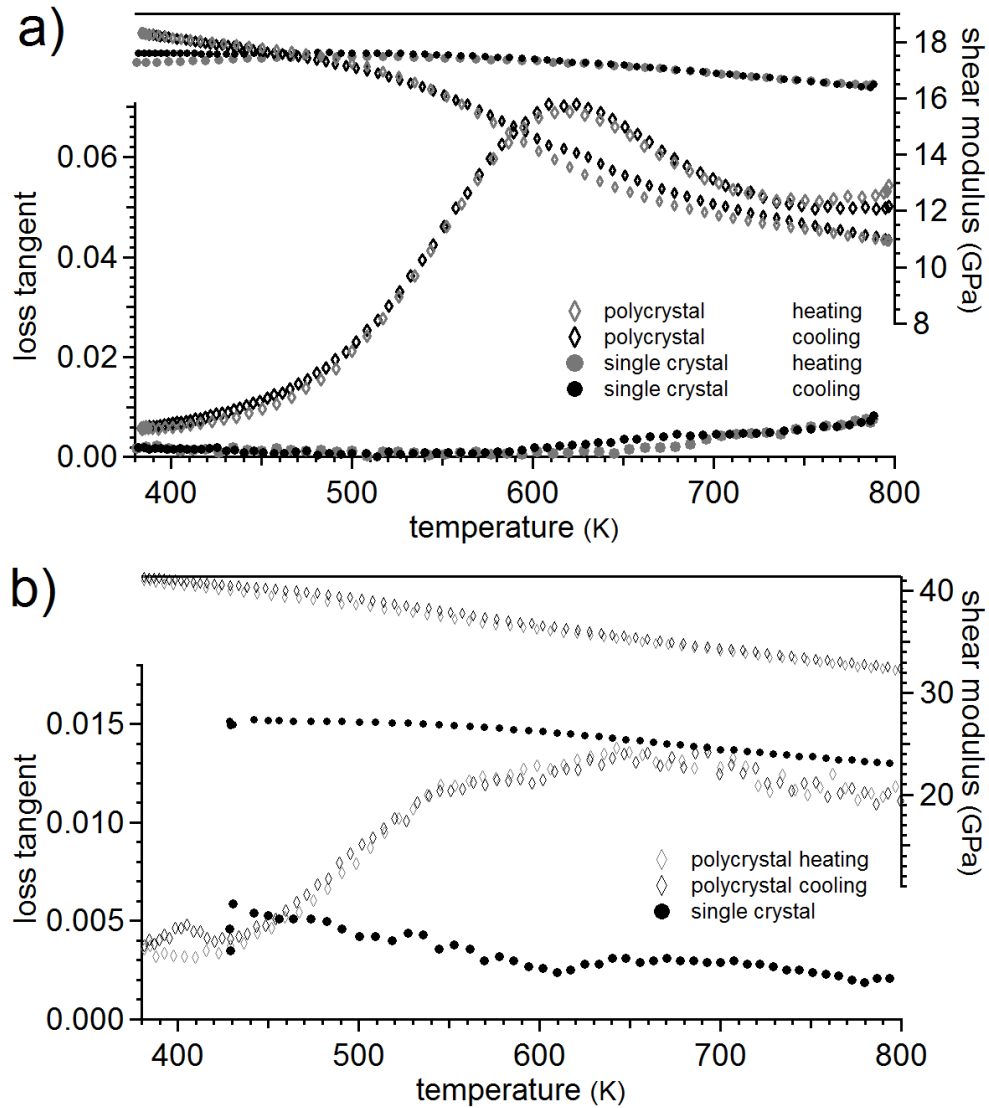 a)
18
16
14
12
10
8
shear modulus (GPa)
0.06
0.04
0.02
0.00
loss tangent
polycrystal heating
polycrystal cooling
single crystal heating
single crystal cooling
400 500 600 700 800
temperature (K)
b)
40
30
20
shear modulus (GPa)
0.015
0.010
0.005
0.000
loss tangent
polycrystal heating
polycrystal cooling
single crystal
400 500 600 700 800
temperature (K)